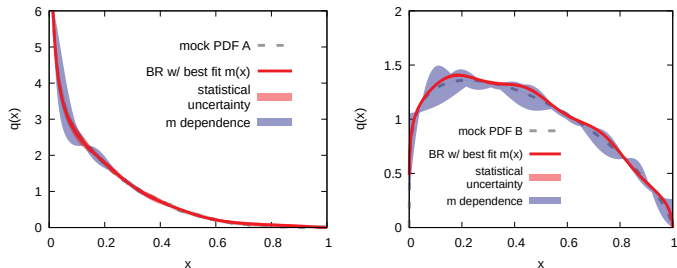 6
5
4
3
2
1
0
q(x)
0
0.2
0.4
0.6
0.8
1
x
mock PDF A
BR w/ best fit m(x)
statistical
uncertainty
m dependence
2
1.5
1
0.5
0
q(x)
0
0.2
0.4
0.6
0.8
1
x
mock PDF B
BR w/ best fit m(x)
statistical
uncertainty
m dependence